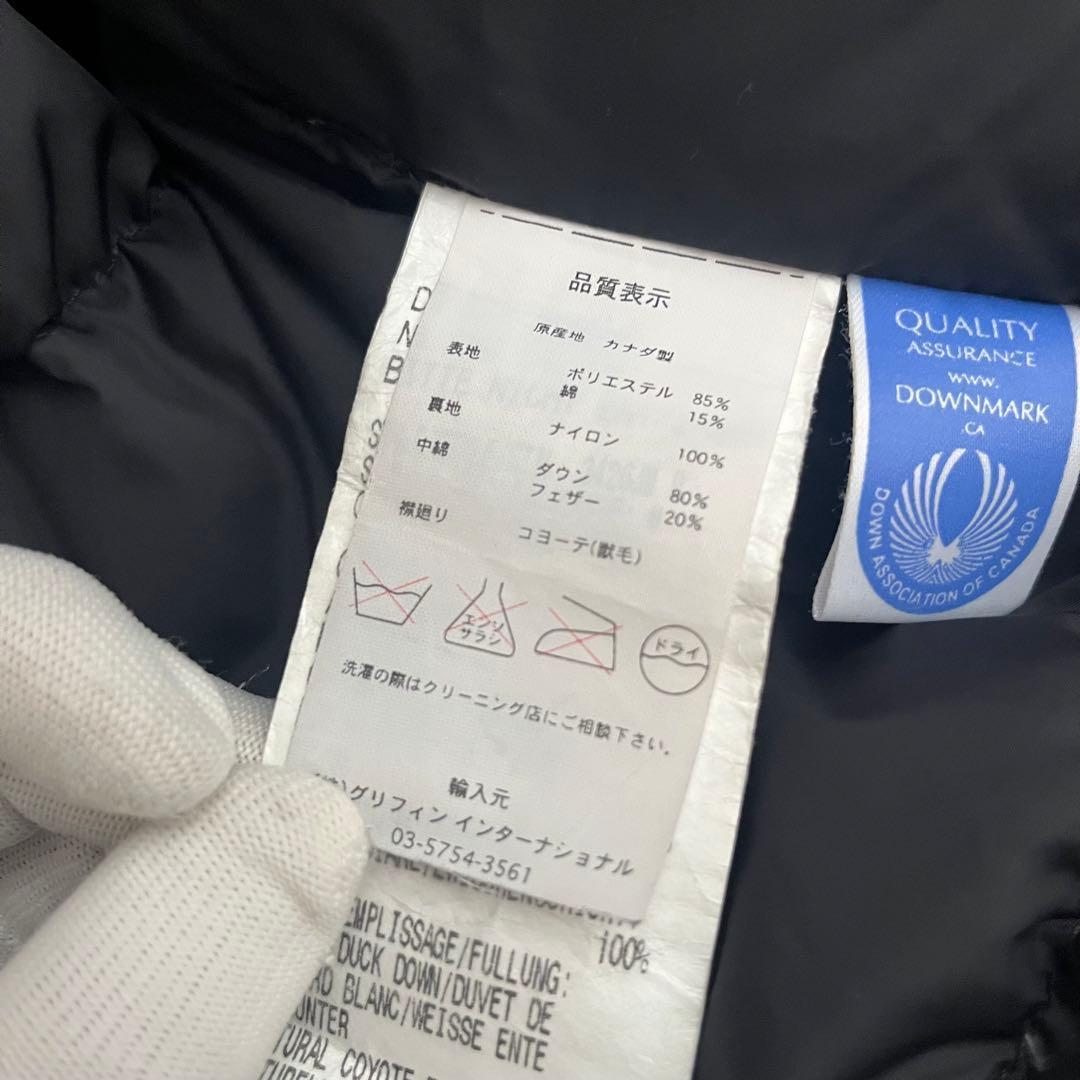 品質表示
原産地 カナダ製
表地 ポリエステル 85%
綿 15%
裏地 ナイロン 100%
中綿 ダウン 80%
フェザー 20%
襟廻り コヨーテ(獣毛)
エンソ
サラシ
ドライ
洗濯の際はクリーニング店にご相談下さい。
輸入元
グリフィン インターナショナル
03-5754-3561
100%
EMPLISSAGE/FULLUNG:
DUCK DOWN/DUVET DE
RD BLANC/WEISSE ENTE
UNTER
URAL COYOTE
QUALITY
ASSURANCE
www.
DOWNMARK
.CA
DOWN ASSOCIATION OF CANADA